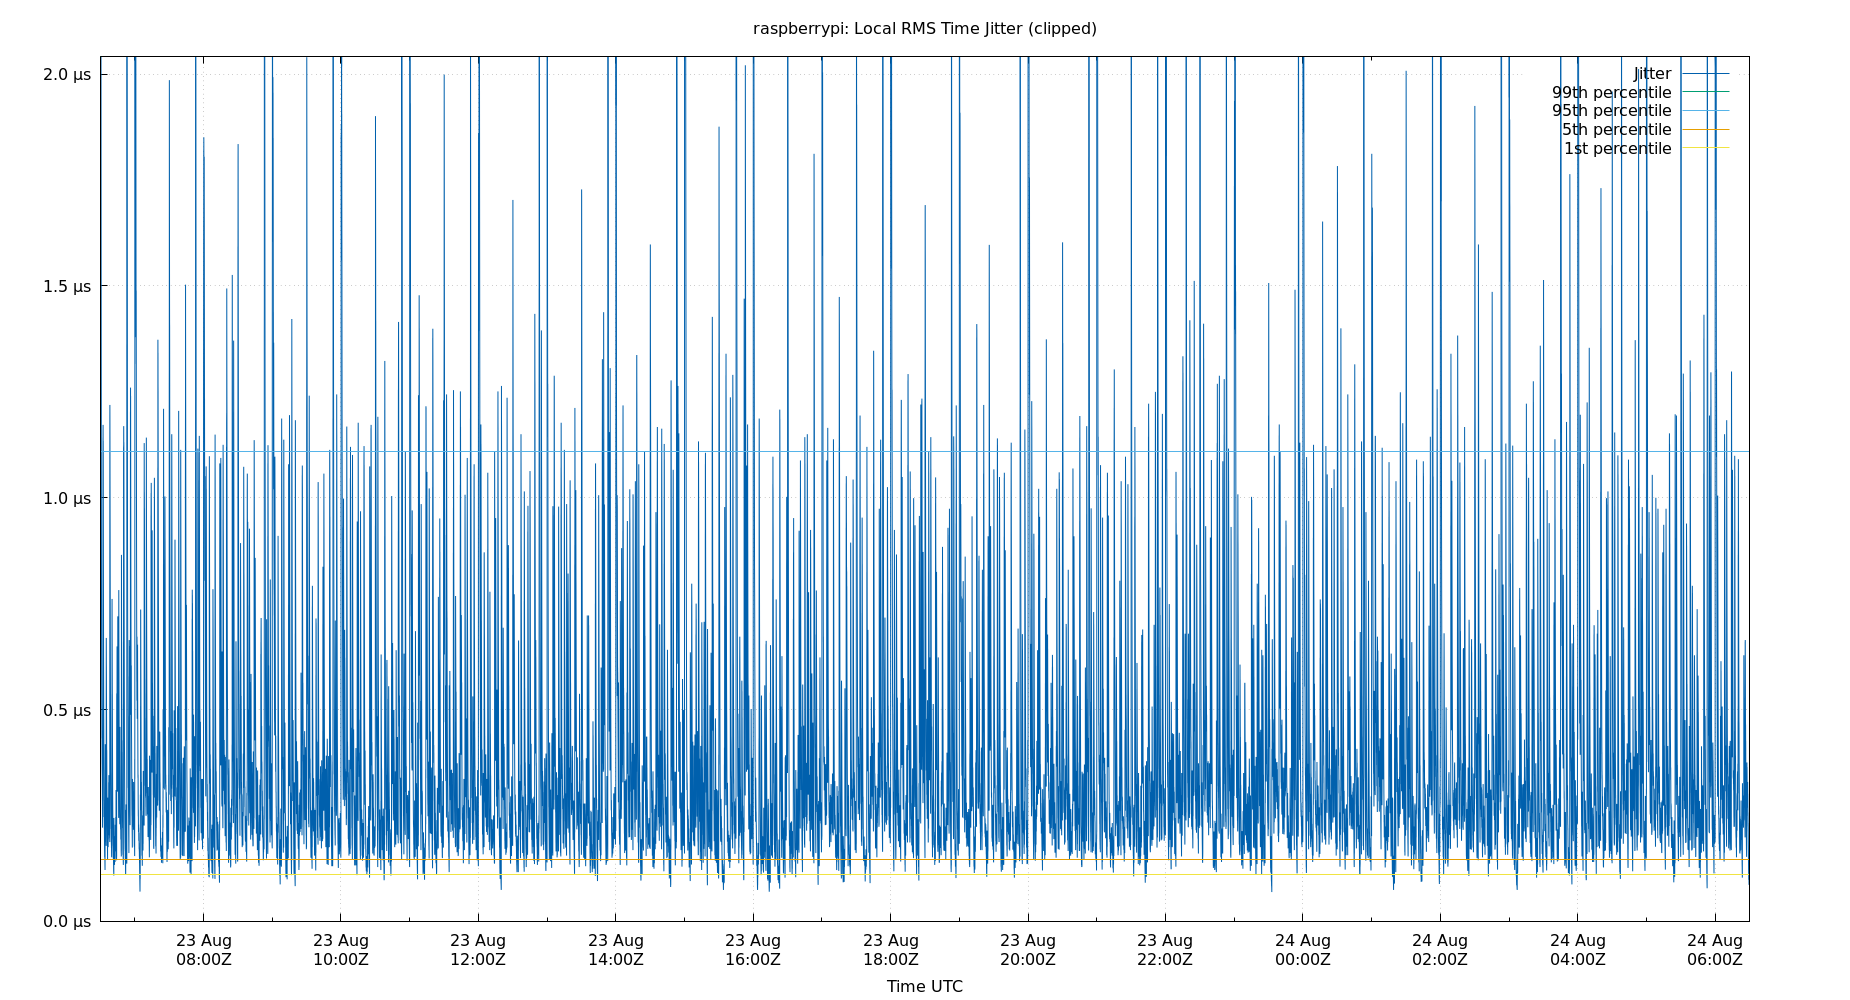 raspberrypi: Local RMS Time Jitter (clipped)
2.0 µs
1.5 µs
1.0 µs
0.5 µs
0.0 µs
Jitter
99th percentile
95th percentile
5th percentile
1st percentile
23 Aug 23 Aug 23 Aug 23 Aug 23 Aug 23 Aug 23 Aug 23 Aug 24 Aug 24 Aug 24 Aug 24 Aug
08:00Z 10:00Z 12:00Z 14:00Z 16:00Z 18:00Z 20:00Z 22:00Z 00:00Z 02:00Z 04:00Z 06:00Z
Time UTC